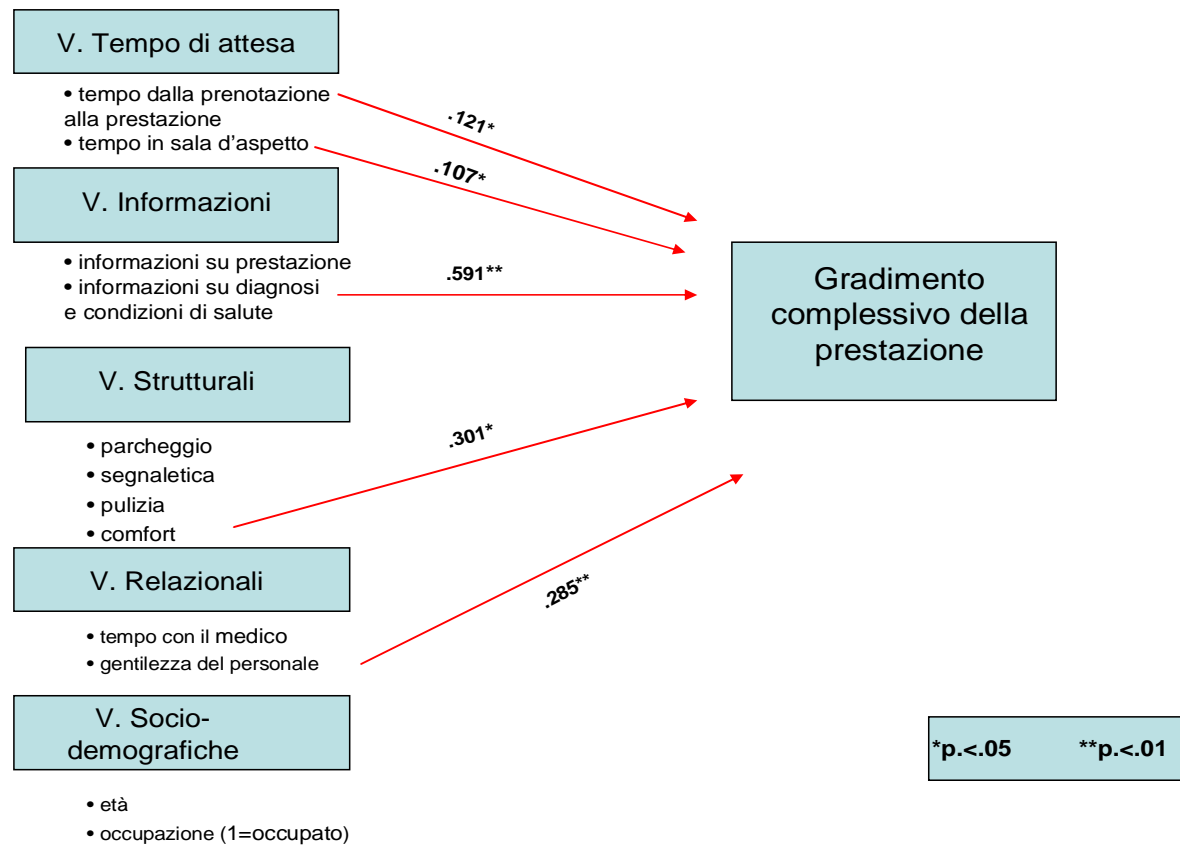 V. Tempo di attesa
• tempo dalla prenotazione
alla prestazione
• tempo in sala d’aspetto
.121*
.107*
V. Informazioni
• informazioni su prestazione
• informazioni su diagnosi
e condizioni di salute
.591**
Gradimento
complessivo della
prestazione
V. Strutturali
• parcheggio
• segnaletica
• pulizia
• comfort
.301*
V. Relazionali
• tempo con il medico
• gentilezza del personale
.285**
V. Socio-
demografiche
• età
• occupazione (1=occupato)
*p.<.05 **p.<.01